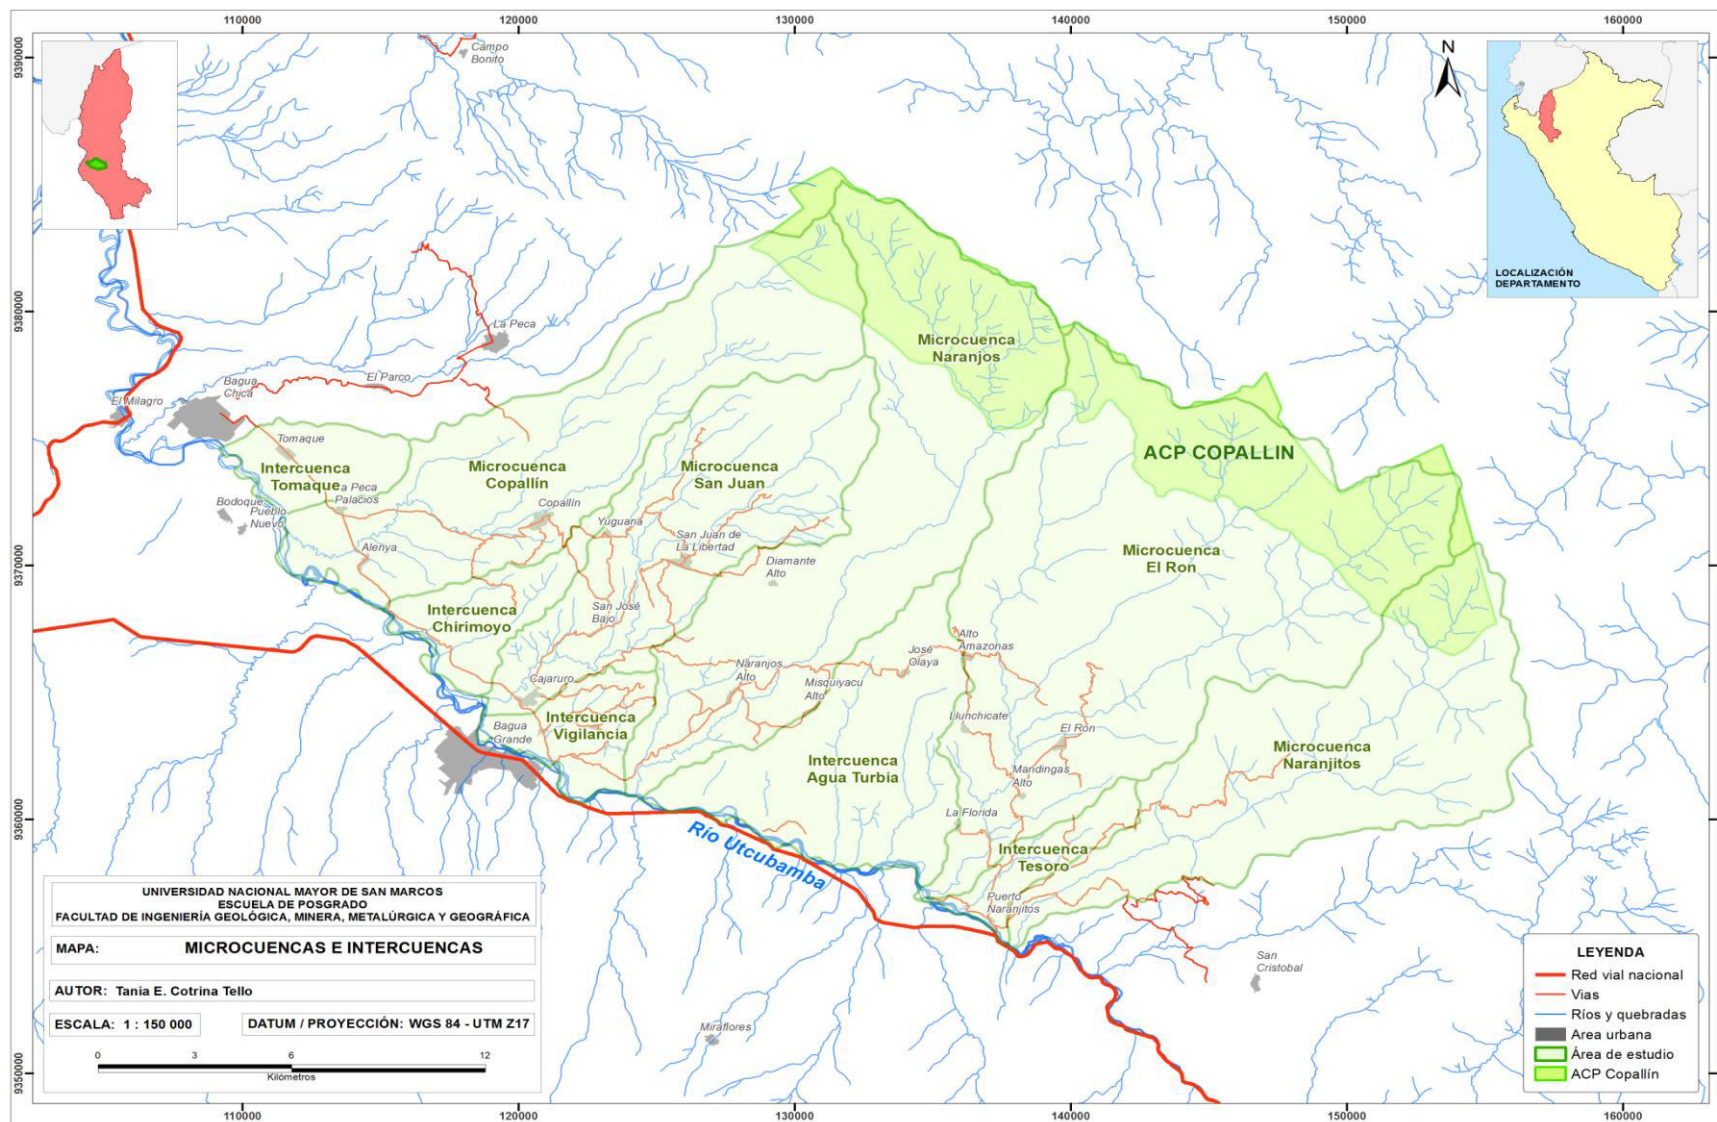 110000
120000
130000
140000
150000
160000
9390000
9380000
9370000
9360000
9350000
N
LOCALIZACIÓN
DEPARTAMENTO
Campo
Bonito
La Peca
El Parco
Bagua
Chica
El Milagro
Tomaque
Intercuenca
Tomaque
a Peca
Palacios
Bodoque
Pueblo
Nuevo
Alenya
Microcuenca
Copallín
Copallín
Microcuenca
San Juan
Yuguana
San Juan de
La Libertad
Diamante
Alto
San José
Bajo
Microcuenca
Naranjos
ACP COPALLIN
Microcuenca
El Ron
Intercuenca
Chirimoyo
Cajaruro
Intercuenca
Vigilancia
Bagua
Grande
Naranjos
Alto
Misquiyacu
Alto
José
Olaya
Alto
Amazonas
Llunchicate
El Ron
Mandingas
Alto
Intercuenca
Agua Turbia
Microcuenca
Naranjitos
La Florida
Intercuenca
Tesoro
Puerto
Naranjitos
Río Utcubamba
San
Cristobal
Miraflores
UNIVERSIDAD NACIONAL MAYOR DE SAN MARCOS
ESCUELA DE POSGRADO
FACULTAD DE INGENIERÍA GEOLÓGICA, MINERA, METALÚRGICA Y GEOGRÁFICA
MAPA: MICROCUENCAS E INTERCUENCAS
AUTOR: Tania E. Cotrina Tello
ESCALA: 1 : 150 000
DATUM / PROYECCIÓN: WGS 84 - UTM Z17
0 3 6 12
Kilómetros
LEYENDA
Red vial nacional
Vias
Ríos y quebradas
Area urbana
Área de estudio
ACP Copallín
110000
120000
130000
140000
150000
160000